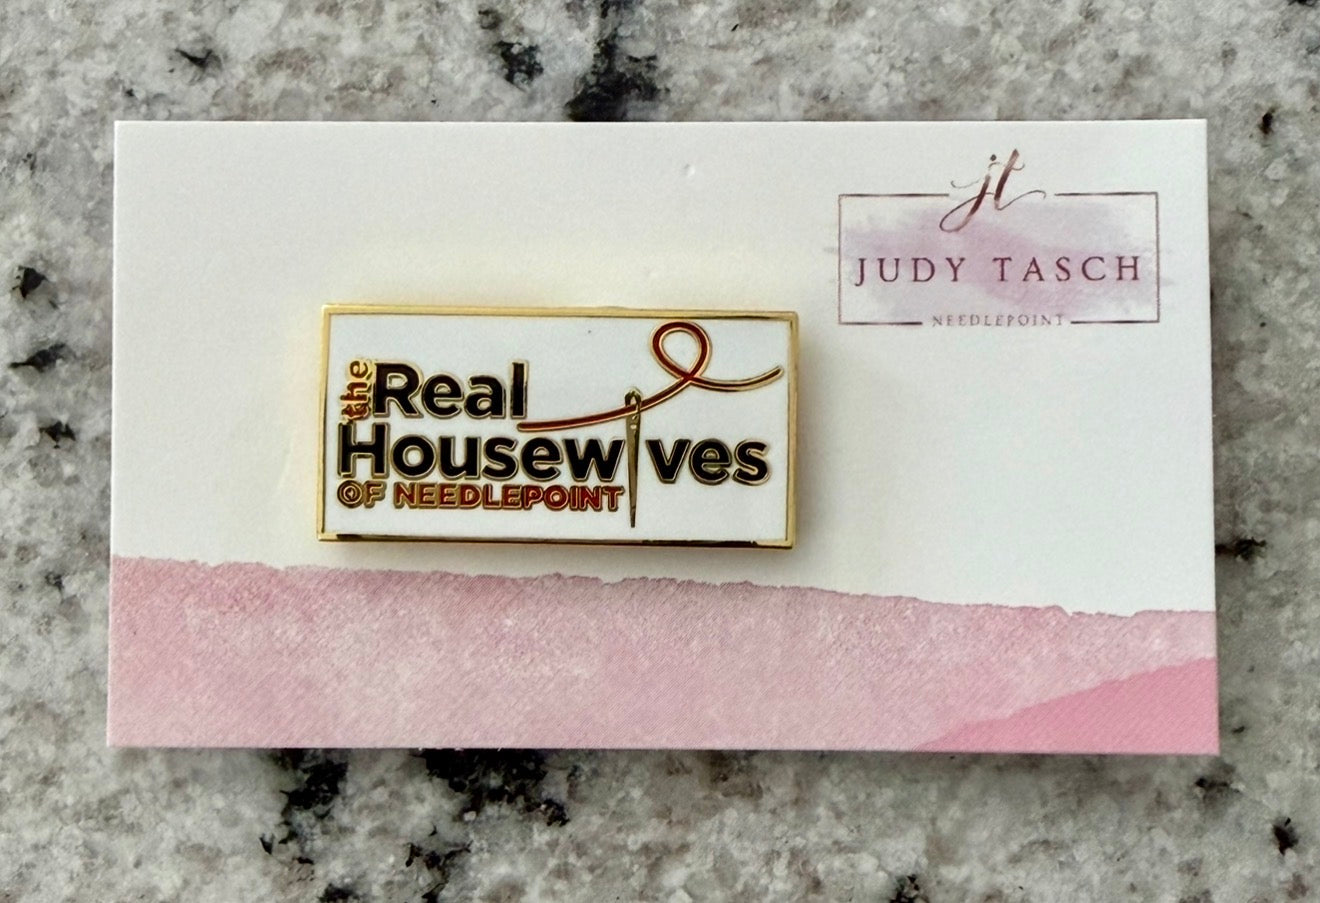 jt
JUDY TASCH
NEEDLEPOINT
the Real
Housewives
OF NEEDLEPOINT